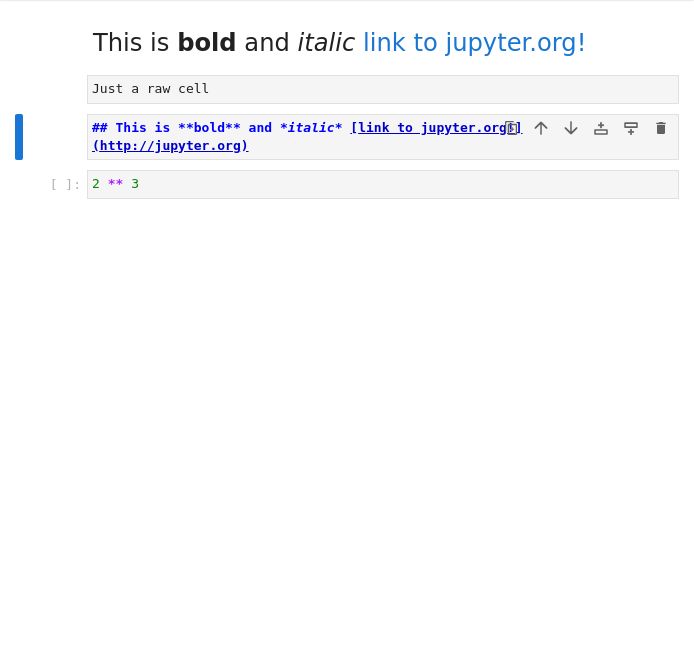 This is bold and italic link to jupyter.org!
Just a raw cell
## This is **bold** and *italic* [link to jupyter.org!]
(http://jupyter.org)
[ ]: 2 ** 3